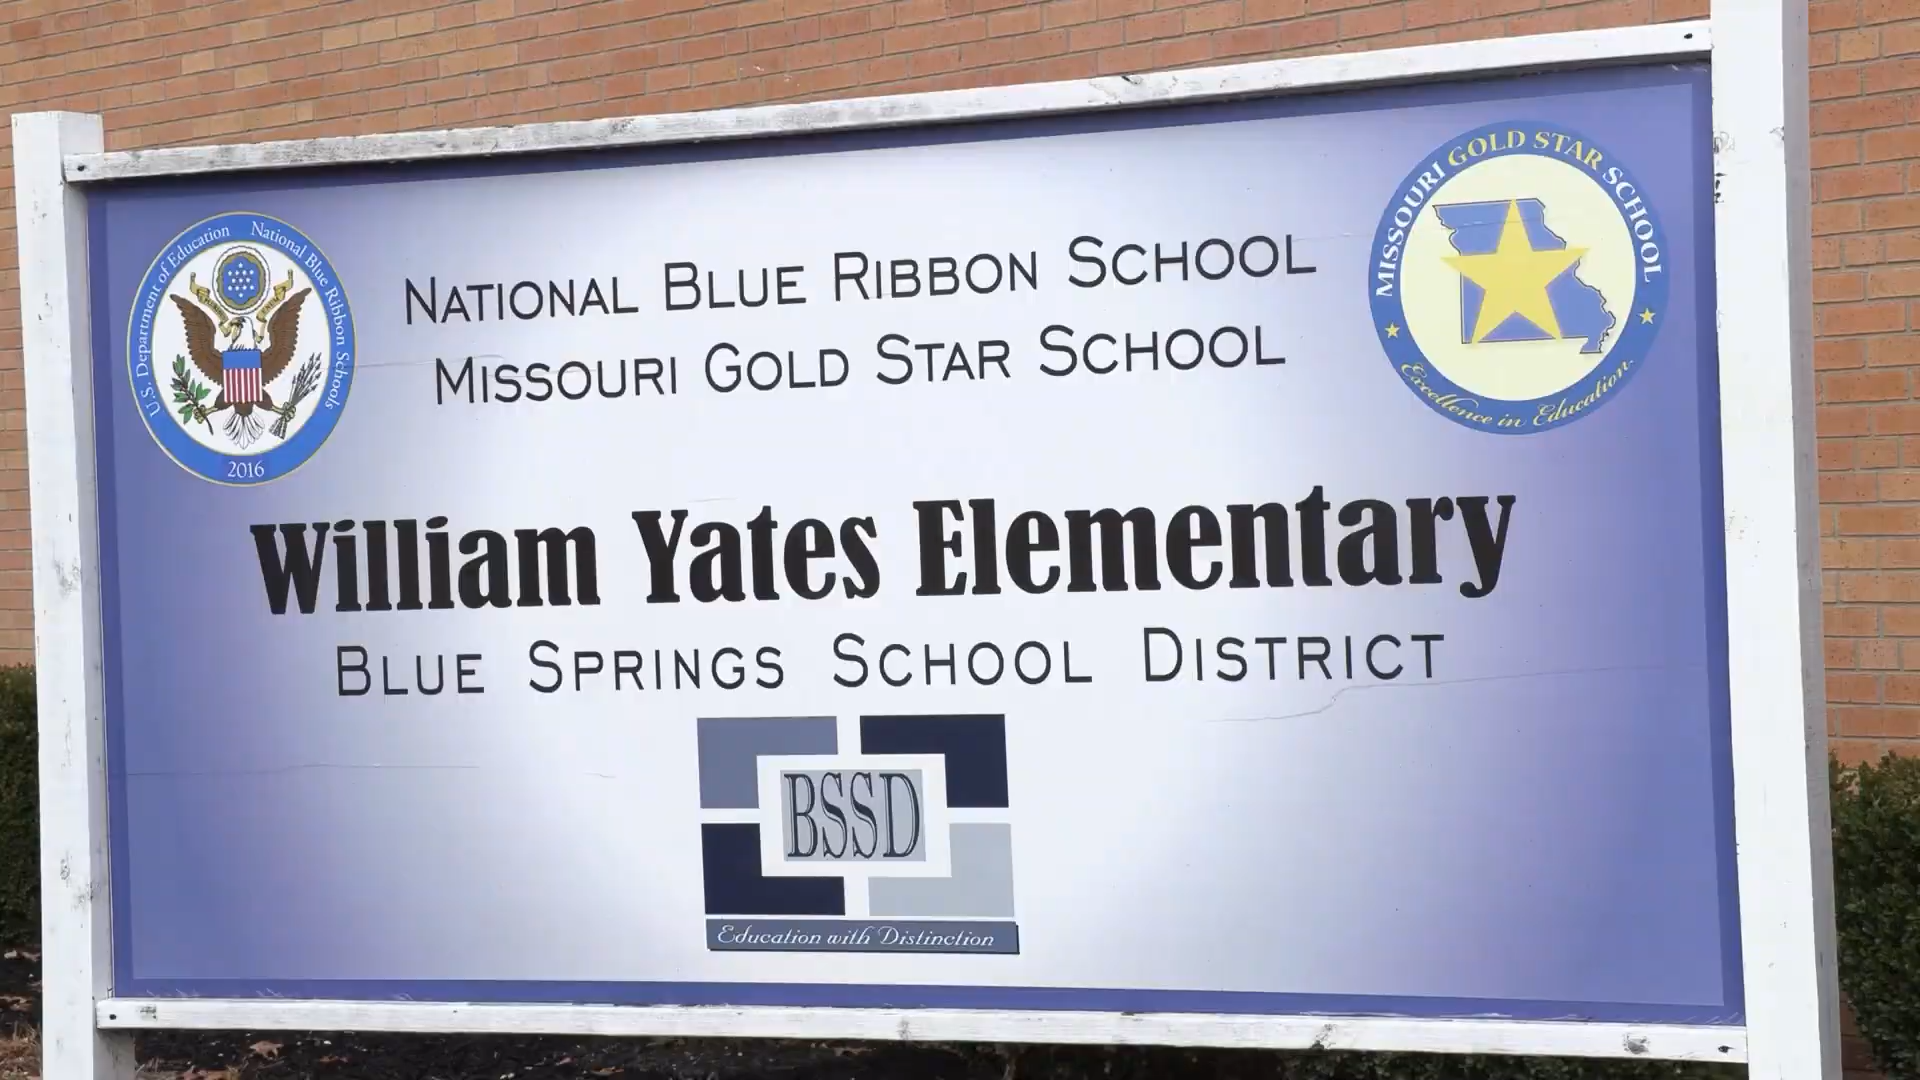 U.S. Department of Education National Blue Ribbon Schools
2016
NATIONAL BLUE RIBBON SCHOOL
MISSOURI GOLD STAR SCHOOL
MISSOURI GOLD STAR SCHOOL
Excellence in Education
William Yates Elementary
BLUE SPRINGS SCHOOL DISTRICT
BSSD
Education with Distinction